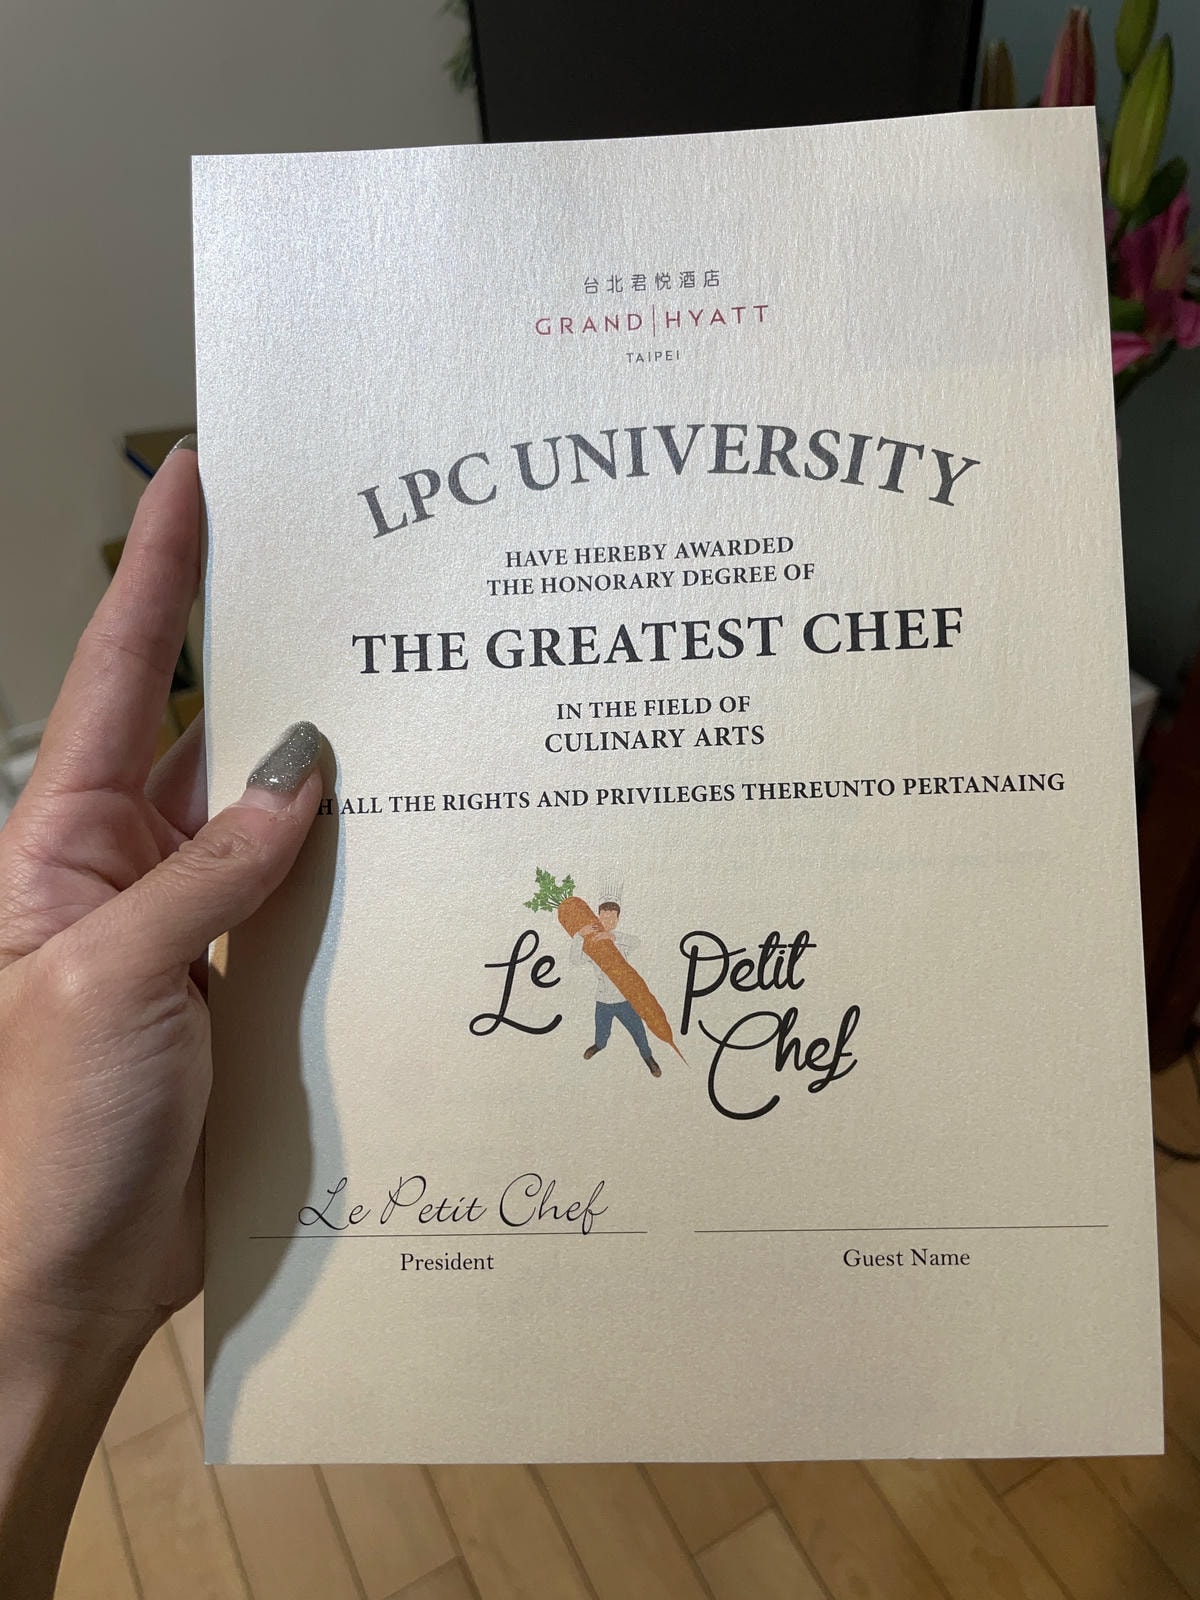 台北君悅酒店
GRAND | HYATT
TAIPEI
LPC UNIVERSITY
HAVE HEREBY AWARDED
THE HONORARY DEGREE OF
THE GREATEST CHEF
IN THE FIELD OF
CULINARY ARTS
ALL THE RIGHTS AND PRIVILEGES THEREUNTO PERTANAING
Le Petit
Chef
Le Petit Chef
President
Guest Name